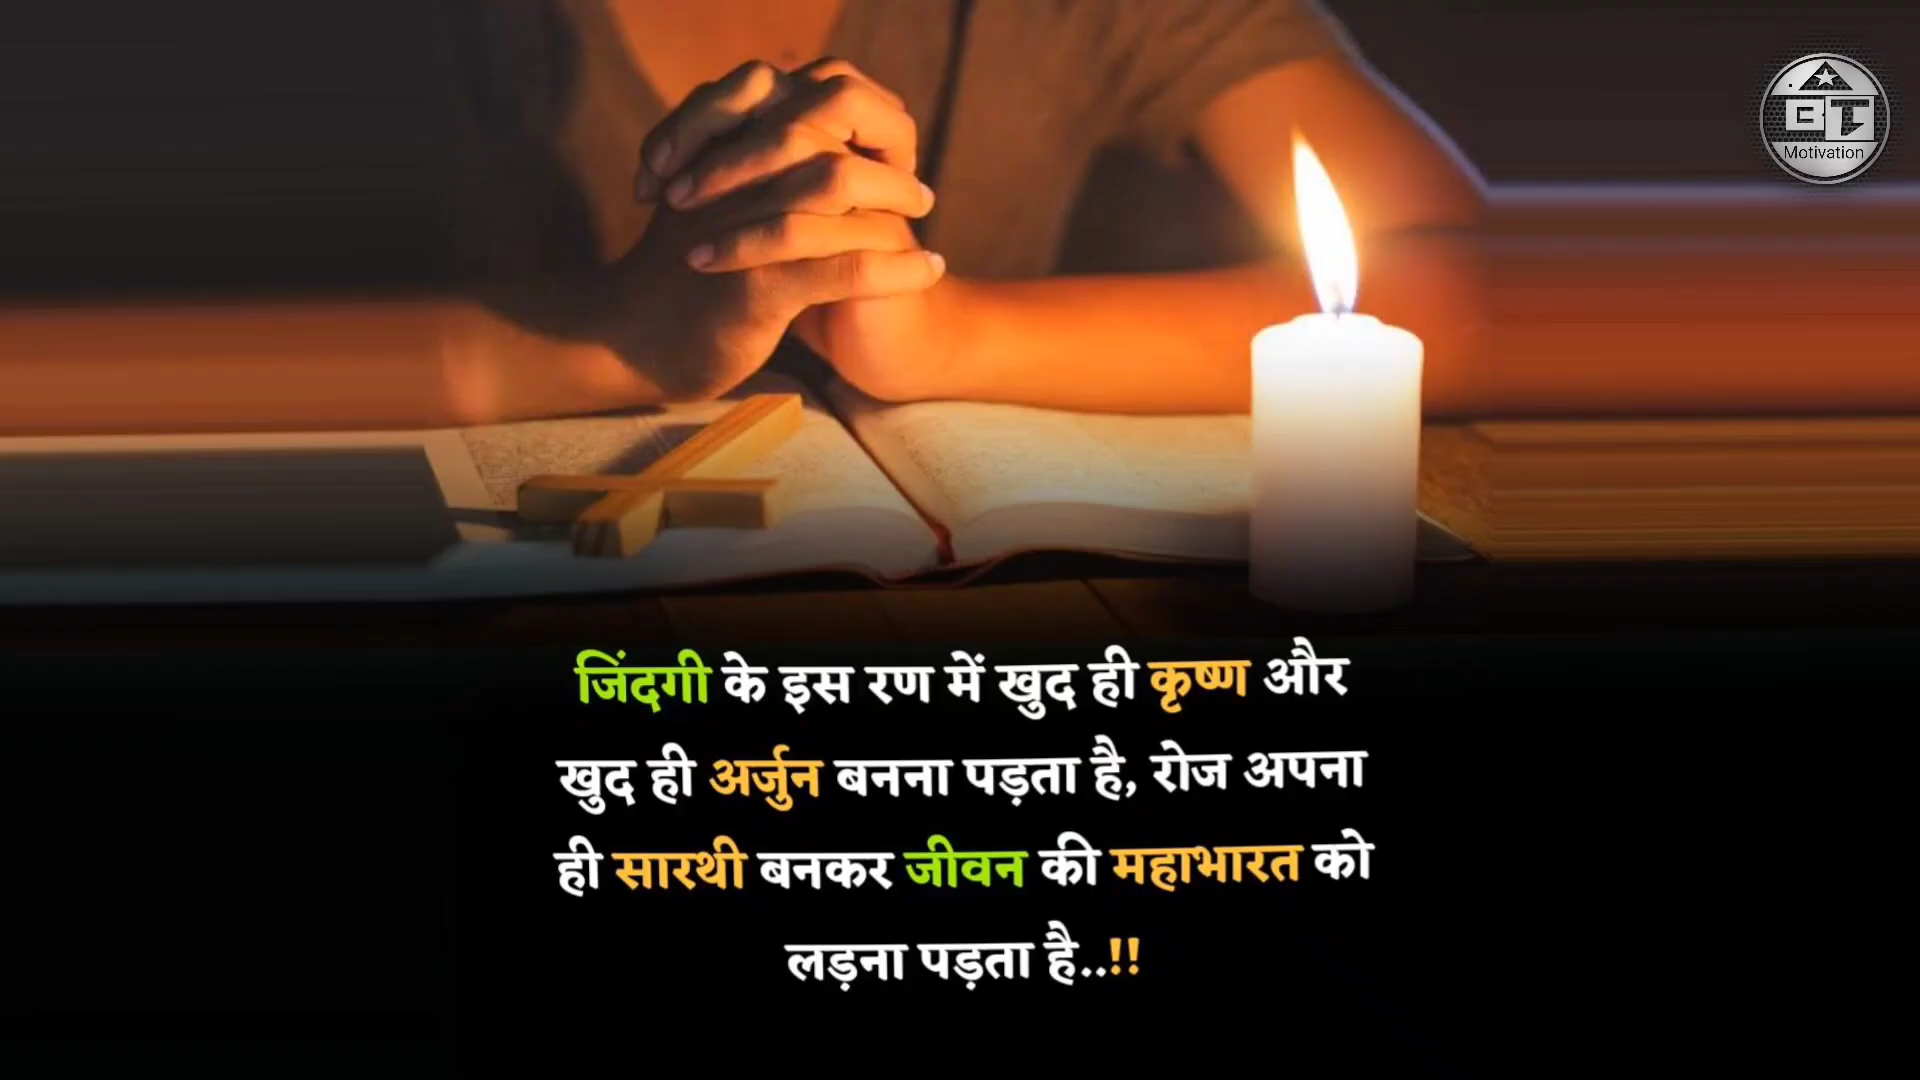 BT
Motivation
जिंदगी के इस रण में खुद ही कृष्ण और
खुद ही अर्जुन बनना पड़ता है, रोज अपना
ही सारथी बनकर जीवन की महाभारत को
लड़ना पड़ता है..!!